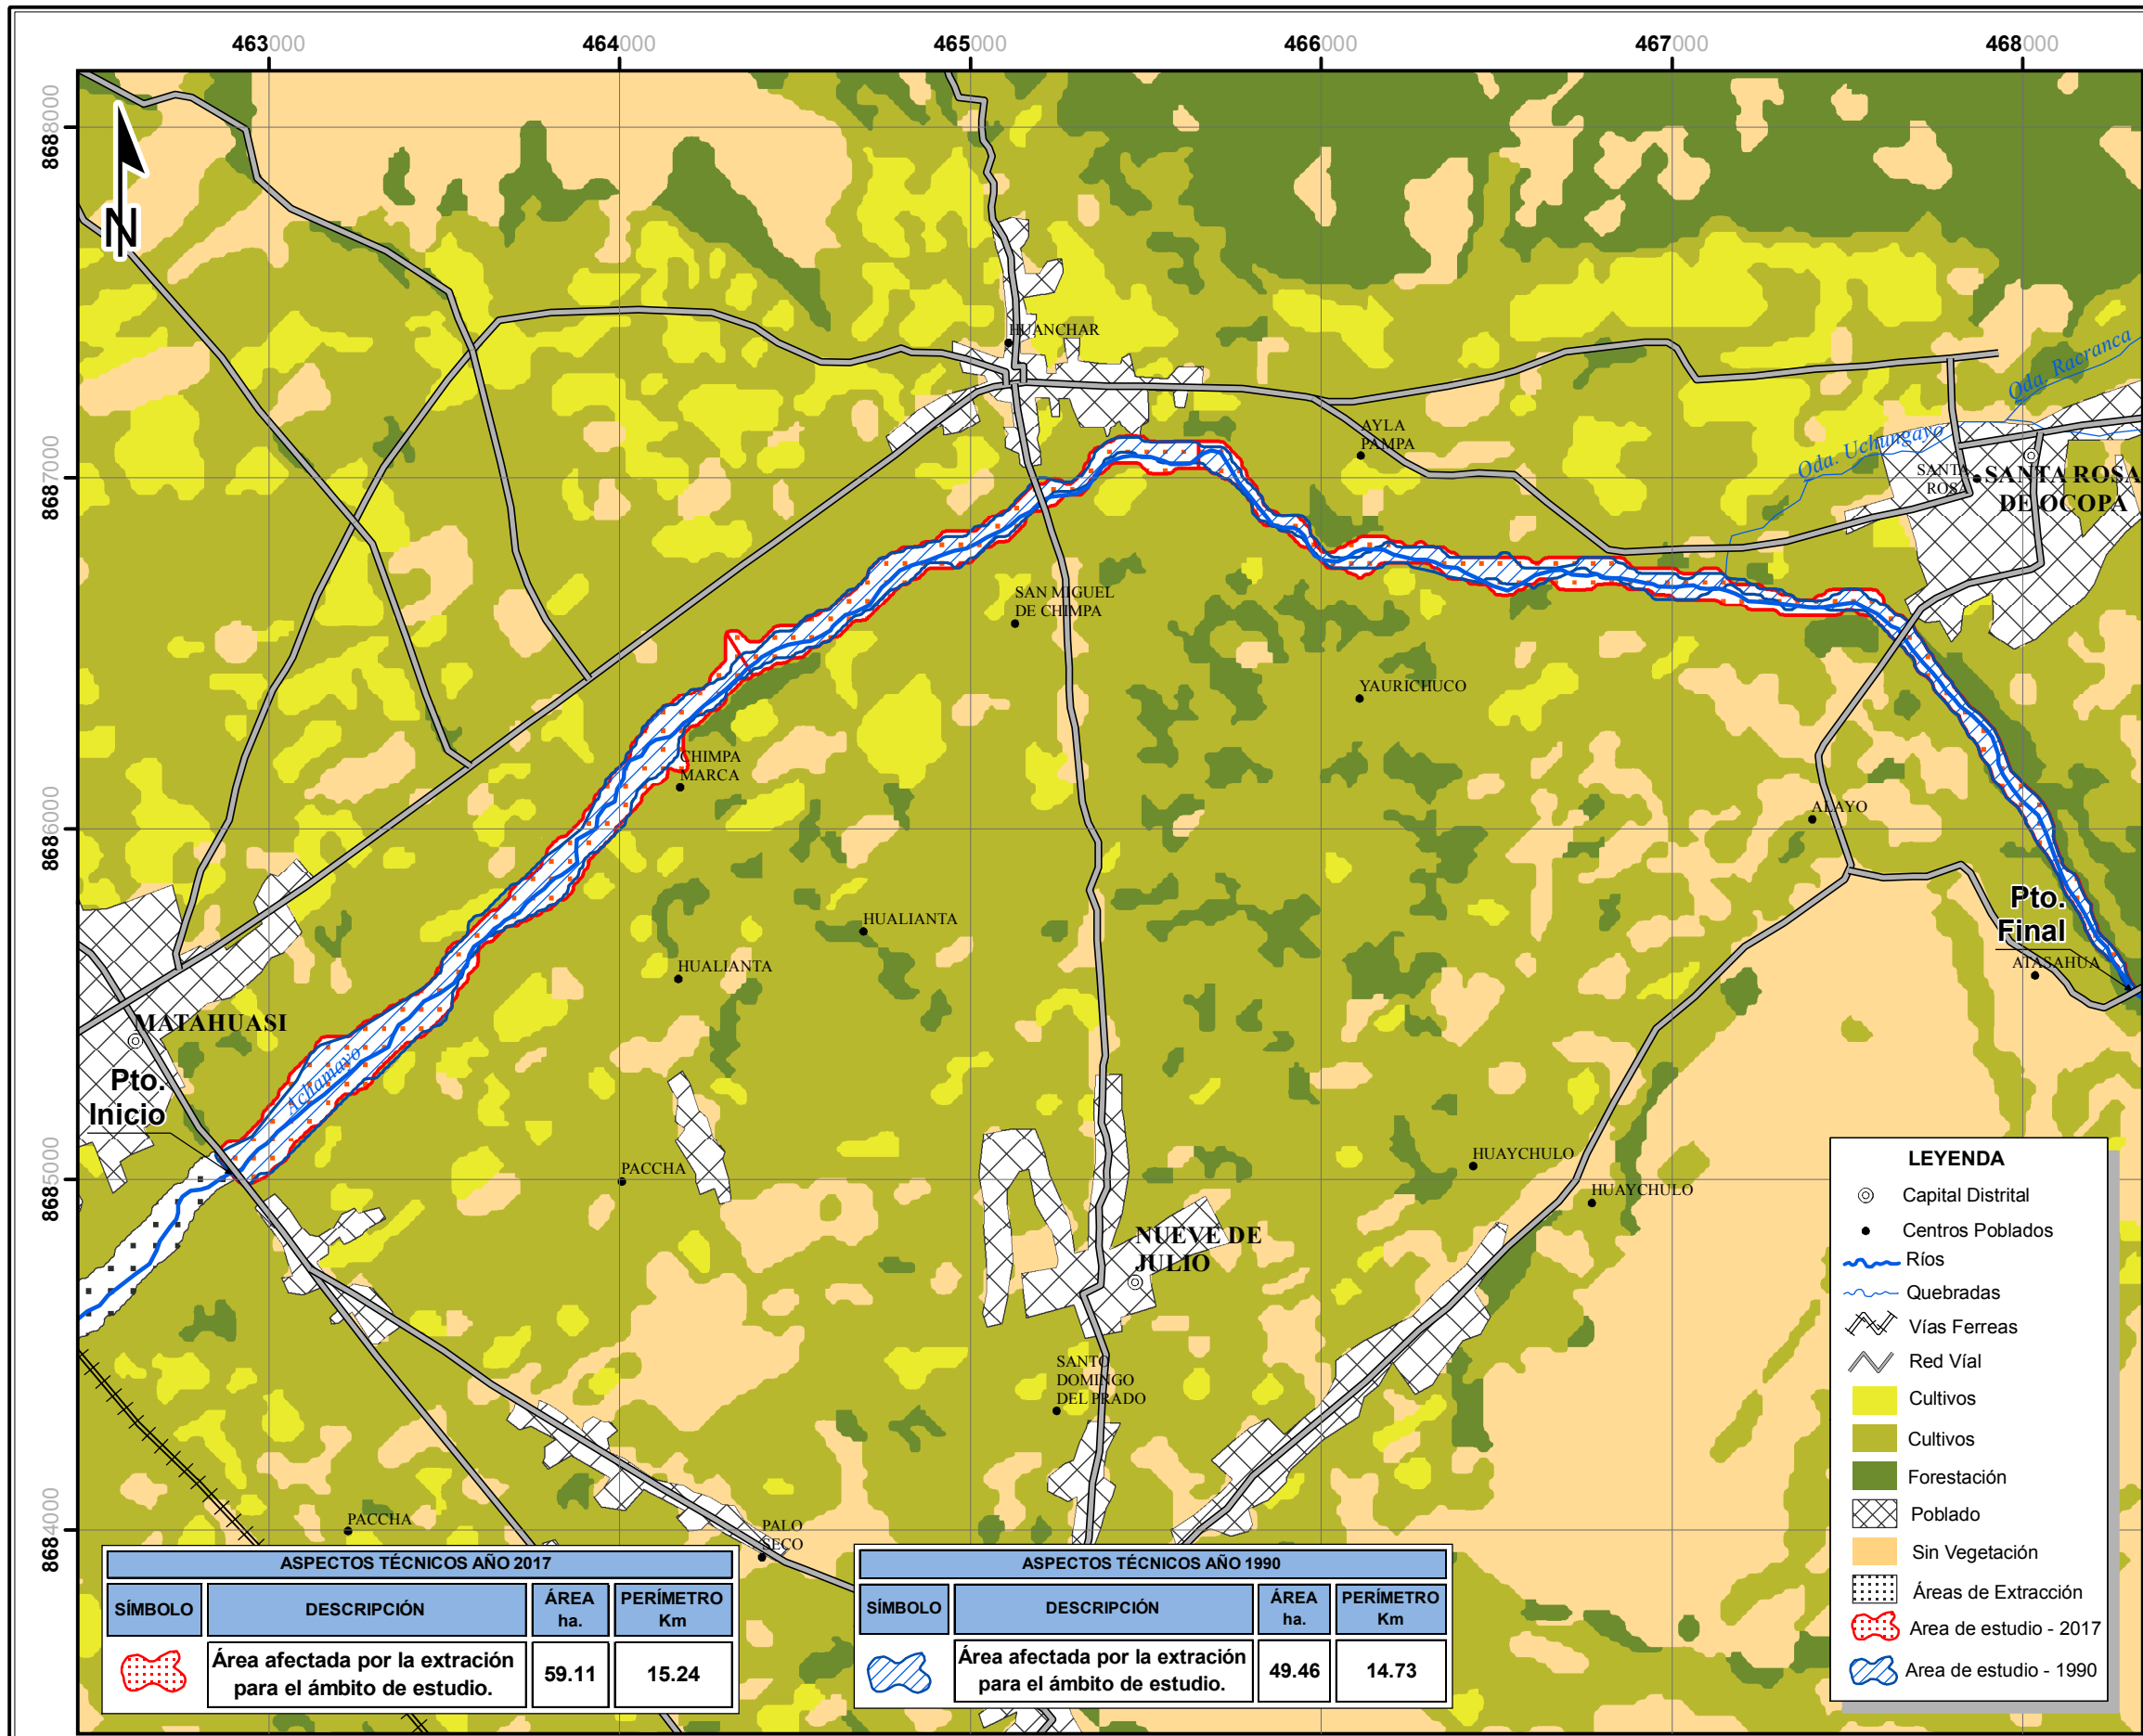 463000 464000 465000 466000 467000 468000
8688000
8687000
8686000
8685000
8684000
N
HUANCHAR
AYLA
PAMPA
Qda. Racranca
Qda. Uchungayo
SANTA
ROSA
SANTA ROSA
DE OCOPA
SAN MIGUEL
DE CHIMPA
YAURICHUCO
CHIMPA
MARCA
ALAYO
HUALIANTA
HUALIANTA
Pto.
Final
ATASAHUA
MATAHUASI
Achamayo
Pto.
Inicio
PACCHA
HUAYCHULO
HUAYCHULO
NUEVE DE
JULIO
SANTO
DOMINGO
DEL PRADO
PACCHA
PALO
SECO
LEYENDA
Capital Distrital
Centros Poblados
Ríos
Quebradas
Vías Ferreas
Red Víal
Cultivos
Cultivos
Forestación
Poblado
Sin Vegetación
Áreas de Extracción
Area de estudio - 2017
Area de estudio - 1990
ASPECTOS TÉCNICOS AÑO 2017
SÍMBOLO DESCRIPCIÓN ÁREA ha. PERÍMETRO Km
Área afectada por la extración
para el ámbito de estudio.
59.11 15.24
ASPECTOS TÉCNICOS AÑO 1990
SÍMBOLO DESCRIPCIÓN ÁREA ha. PERÍMETRO Km
Área afectada por la extración
para el ámbito de estudio.
49.46 14.73